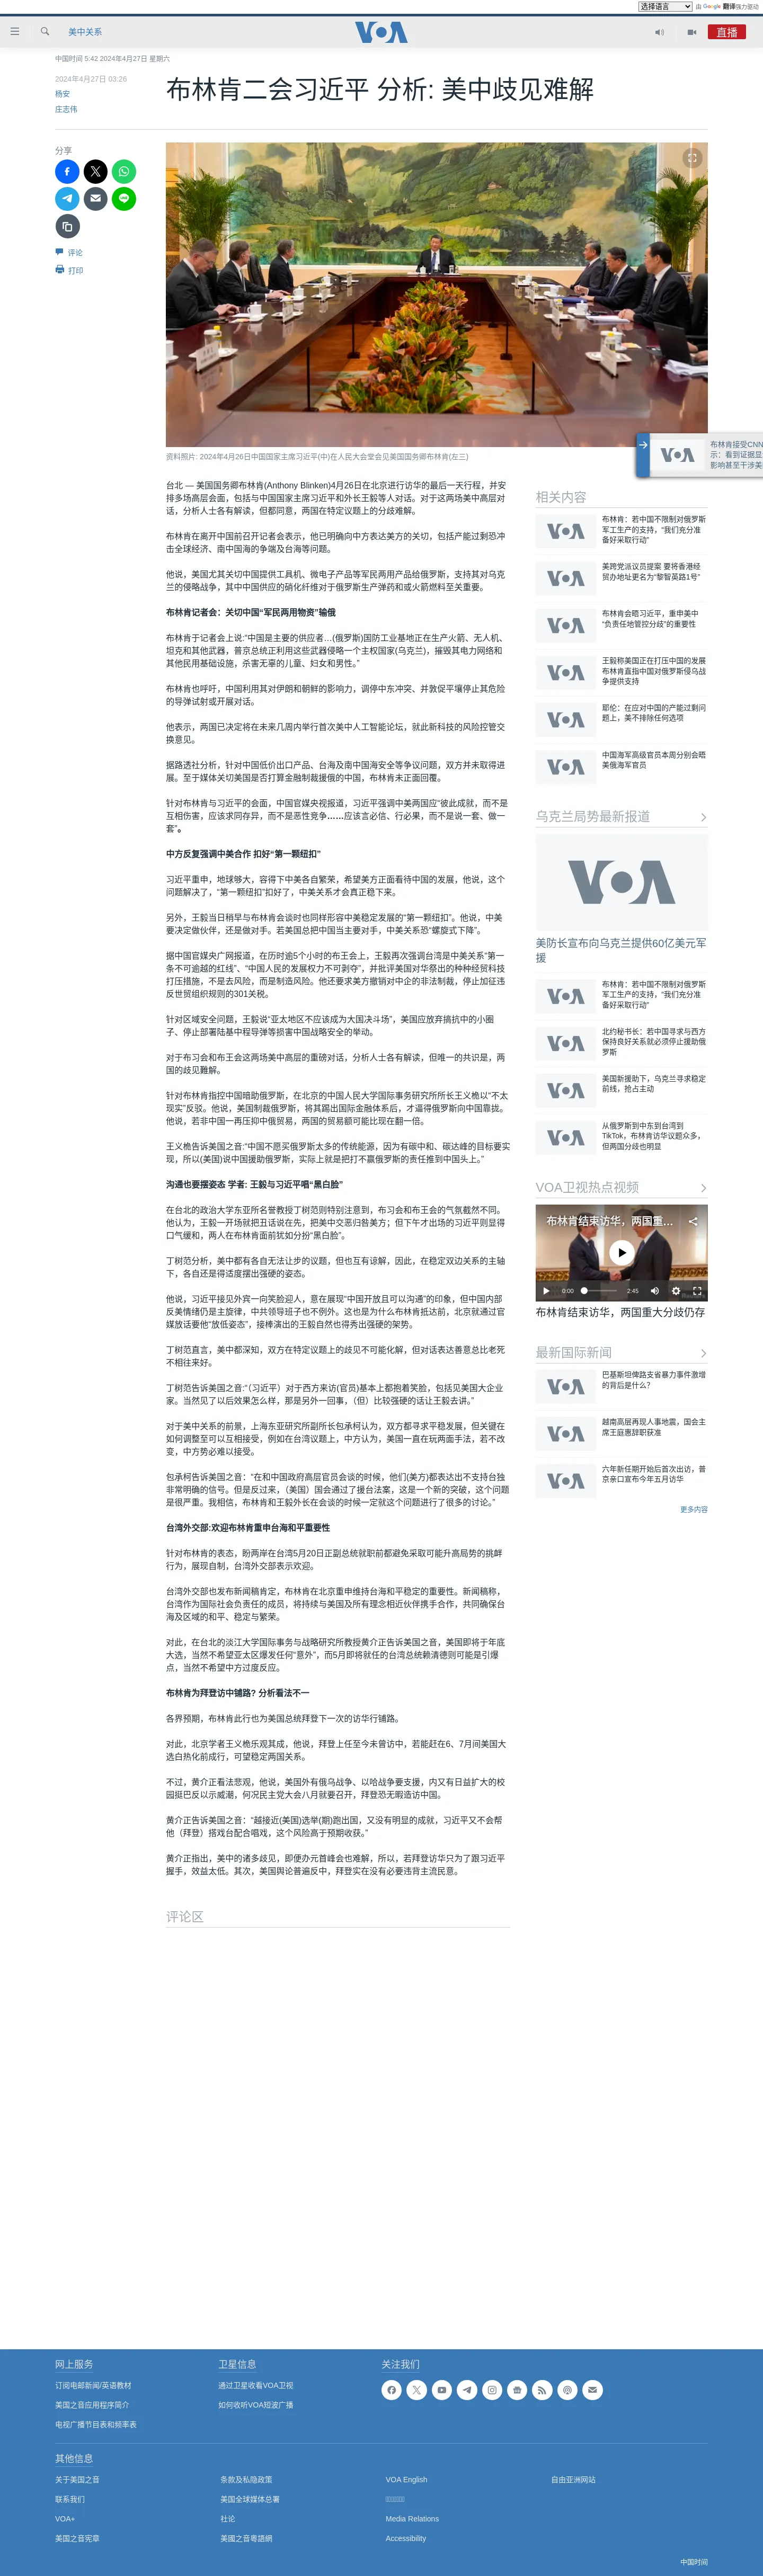 选择语言 由 Google 翻译强力驱动
美中关系
VOA
直播
中国时间 5:42 2024年4月27日 星期六
2024年4月27日 03:26
杨安
庄志伟
布林肯二会习近平 分析: 美中歧见难解
分享
评论
打印
资料照片: 2024年4月26日中国国家主席习近平(中)在人民大会堂会见美国国务卿布林肯(左三)
布林肯接受CNN
示：看到证据显
影响甚至干涉美
台北 — 美国国务卿布林肯(Anthony Blinken)4月26日在北京进行访华的最后一天行程，并安
排多场高层会面，包括与中国国家主席习近平和外长王毅等人对话。对于这两场美中高层对
话，分析人士各有解读，但都同意，两国在特定议题上的分歧难解。
布林肯在离开中国前召开记者会表示，他已明确向中方表达美方的关切，包括产能过剩恐冲
击全球经济、南中国海的争端及台海等问题。
他说，美国尤其关切中国提供工具机、微电子产品等军民两用产品给俄罗斯，支持其对乌克
兰的侵略战争，其中中国供应的硝化纤维对于俄罗斯生产弹药和或火箭燃料至关重要。
布林肯记者会：关切中国“军民两用物资”输俄
布林肯于记者会上说:“中国是主要的供应者…(俄罗斯)国防工业基地正在生产火箭、无人机、
坦克和其他武器，普京总统正利用这些武器侵略一个主权国家(乌克兰)，摧毁其电力网络和
其他民用基础设施，杀害无辜的儿童、妇女和男性。”
布林肯也呼吁，中国利用其对伊朗和朝鲜的影响力，调停中东冲突、并敦促平壤停止其危险
的导弹试射或开展对话。
他表示，两国已决定将在未来几周内举行首次美中人工智能论坛，就此新科技的风险控管交
换意见。
据路透社分析，针对中国低价出口产品、台海及南中国海安全等争议问题，双方并未取得进
展。至于媒体关切美国是否打算金融制裁援俄的中国，布林肯未正面回覆。
针对布林肯与习近平的会面，中国官媒央视报道，习近平强调中美两国应“彼此成就，而不是
互相伤害，应该求同存异，而不是恶性竞争……应该言必信、行必果，而不是说一套、做一
套”。
中方反复强调中美合作 扣好“第一颗纽扣”
习近平重申，地球够大，容得下中美各自繁荣，希望美方正面看待中国的发展，他说，这个
问题解决了，“第一颗纽扣”扣好了，中美关系才会真正稳下来。
另外，王毅当日稍早与布林肯会谈时也同样形容中美稳定发展的“第一颗纽扣”。他说，中美
要决定做伙伴，还是做对手。若美国总把中国当主要对手，中美关系恐“螺旋式下降”。
据中国官媒央广网报道，在历时逾5个小时的布王会上，王毅再次强调台湾是中美关系“第一
条不可逾越的红线”、“中国人民的发展权力不可剥夺”，并批评美国对华祭出的种种经贸科技
打压措施，不是去风险，而是制造风险。他还要求美方撤销对中企的非法制裁，停止加征违
反世贸组织规则的301关税。
针对区域安全问题，王毅说“亚太地区不应该成为大国决斗场”，美国应放弃搞抗中的小圈
子、停止部署陆基中程导弹等损害中国战略安全的举动。
对于布习会和布王会这两场美中高层的重磅对话，分析人士各有解读，但唯一的共识是，两
国的歧见难解。
针对布林肯指控中国暗助俄罗斯，在北京的中国人民大学国际事务研究所所长王义桅以“不太
现实”反驳。他说，美国制裁俄罗斯，将其踢出国际金融体系后，才逼得俄罗斯向中国靠拢。
他说，若非中国一再压抑中俄贸易，两国的贸易额可能比现在翻一倍。
王义桅告诉美国之音:“中国不愿买俄罗斯太多的传统能源，因为有碳中和、碳达峰的目标要实
现，所以(美国)说中国援助俄罗斯，实际上就是把打不赢俄罗斯的责任推到中国头上。”
沟通也要摆姿态 学者: 王毅与习近平唱“黑白脸”
在台北的政治大学东亚所名誉教授丁树范则特别注意到，布习会和布王会的气氛截然不同。
他认为，王毅一开场就把丑话说在先，把美中交恶归咎美方；但下午才出场的习近平则显得
口气缓和，两人在布林肯面前犹如分扮“黑白脸”。
丁树范分析，美中都有各自无法让步的议题，但也互有谅解，因此，在稳定双边关系的主轴
下，各自还是得适度摆出强硬的姿态。
他说，习近平接见外宾一向笑脸迎人，意在展现“中国开放且可以沟通”的印象，但中国内部
反美情绪仍是主旋律，中共领导班子也不例外。这也是为什么布林肯抵达前，北京就通过官
媒放话要他“放低姿态”，接棒演出的王毅自然也得秀出强硬的架势。
丁树范直言，美中都深知，双方在特定议题上的歧见不可能化解，但对话表达善意总比老死
不相往来好。
丁树范告诉美国之音:“（习近平）对于西方来访(官员)基本上都抱着笑脸，包括见美国大企业
家。当然见了以后效果怎么样，那是另外一回事，（但）比较强硬的话让王毅去讲。”
对于美中关系的前景，上海东亚研究所副所长包承柯认为，双方都寻求平稳发展，但关键在
如何调整至可以互相接受，例如在台湾议题上，中方认为，美国一直在玩两面手法，若不改
变，中方势必难以接受。
包承柯告诉美国之音：“在和中国政府高层官员会谈的时候，他们(美方)都表达出不支持台独
非常明确的信号。但是反过来，（美国）国会通过了援台法案，这是一个新的突破，这个问题
是很严重。我相信，布林肯和王毅外长在会谈的时候一定就这个问题进行了很多的讨论。”
台湾外交部:欢迎布林肯重申台海和平重要性
针对布林肯的表态，盼两岸在台湾5月20日正副总统就职前都避免采取可能升高局势的挑衅
行为，展现自制，台湾外交部表示欢迎。
台湾外交部也发布新闻稿肯定，布林肯在北京重申维持台海和平稳定的重要性。新闻稿称，
台湾作为国际社会负责任的成员，将持续与美国及所有理念相近伙伴携手合作，共同确保台
海及区域的和平、稳定与繁荣。
对此，在台北的淡江大学国际事务与战略研究所教授黄介正告诉美国之音，美国即将于年底
大选，当然不希望亚太区爆发任何“意外”，而5月即将就任的台湾总统赖清德则可能是引爆
点，当然不希望中方过度反应。
布林肯为拜登访中铺路? 分析看法不一
各界预期，布林肯此行也为美国总统拜登下一次的访华行铺路。
对此，北京学者王义桅乐观其成，他说，拜登上任至今未曾访中，若能赶在6、7月间美国大
选白热化前成行，可望稳定两国关系。
不过，黄介正看法悲观，他说，美国外有俄乌战争、以哈战争要支援，内又有日益扩大的校
园挺巴反以示威潮，何况民主党大会八月就要召开，拜登恐无暇造访中国。
黄介正告诉美国之音：“越接近(美国)选举(期)跑出国，又没有明显的成就，习近平又不会帮
他（拜登）搭戏台配合唱戏，这个风险高于预期收获。”
黄介正指出，美中的诸多歧见，即便办元首峰会也难解，所以，若拜登访华只为了跟习近平
握手，效益太低。其次，美国舆论普遍反中，拜登实在没有必要违背主流民意。
评论区
相关内容
VOA
布林肯：若中国不限制对俄罗斯
军工生产的支持，“我们充分准
备好采取行动”
美跨党派议员提案 要将香港经
贸办地址更名为“黎智英路1号”
布林肯会晤习近平，重申美中
“负责任地管控分歧”的重要性
王毅称美国正在打压中国的发展
布林肯直指中国对俄罗斯侵乌战
争提供支持
耶伦：在应对中国的产能过剩问
题上，美不排除任何选项
中国海军高级官员本周分别会晤
美俄海军官员
乌克兰局势最新报道
VOA
美防长宣布向乌克兰提供60亿美元军
援
布林肯：若中国不限制对俄罗斯
军工生产的支持，“我们充分准
备好采取行动”
北约秘书长：若中国寻求与西方
保持良好关系就必须停止援助俄
罗斯
美国新援助下，乌克兰寻求稳定
前线，抢占主动
从俄罗斯到中东到台湾到
TikTok，布林肯访华议题众多，
但两国分歧也明显
VOA卫视热点视频
布林肯结束访华，两国重…
0:00 2:45
布林肯结束访华，两国重大分歧仍存
最新国际新闻
巴基斯坦俾路支省暴力事件激增
的背后是什么？
越南高层再现人事地震，国会主
席王庭惠辞职获准
六年新任期开始后首次出访，普
京亲口宣布今年五月访华
更多内容
网上服务
订阅电邮新闻/英语教材
美国之音应用程序简介
电视广播节目表和频率表
卫星信息
通过卫星收看VOA卫视
如何收听VOA短波广播
关注我们
其他信息
关于美国之音
联系我们
VOA+
美国之音宪章
条款及私隐政策
美国全球媒体总署
社论
美國之音粵語網
VOA English
Media Relations
Accessibility
自由亚洲网站
中国时间